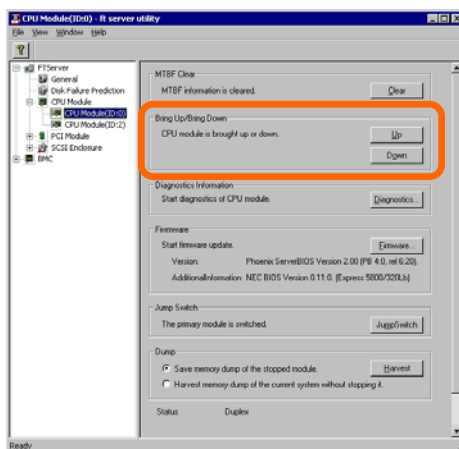 CPU Module(ID:0) - ft server utility
File View Window Help
FTServer
General
Disk Failure Prediction
CPU Module
CPU Module(ID:0)
CPU Module(ID:2)
PCI Module
SCSI Enclosure
BMC
MTBF Clear
MTBF information is cleared.
Clear
Bring Up/Bring Down
CPU module is brought up or down.
Up
Down
Diagnostics Information
Start diagnostics of CPU module.
Diagnostics...
Firmware
Start firmware update.
Firmware...
Version: Phoenix ServerBIOS Version 2.00 (PB 4.0, rel 6.20).
AdditionalInformation NEC BIOS Version 0.11.0. (Express 5800/320Lb)
Jump Switch
The primary module is switched.
JumpSwitch
Dump
Save memory dump of the stopped module.
Harvest
Harvest memory dump of the current system without stopping it.
Status Duplex
Ready